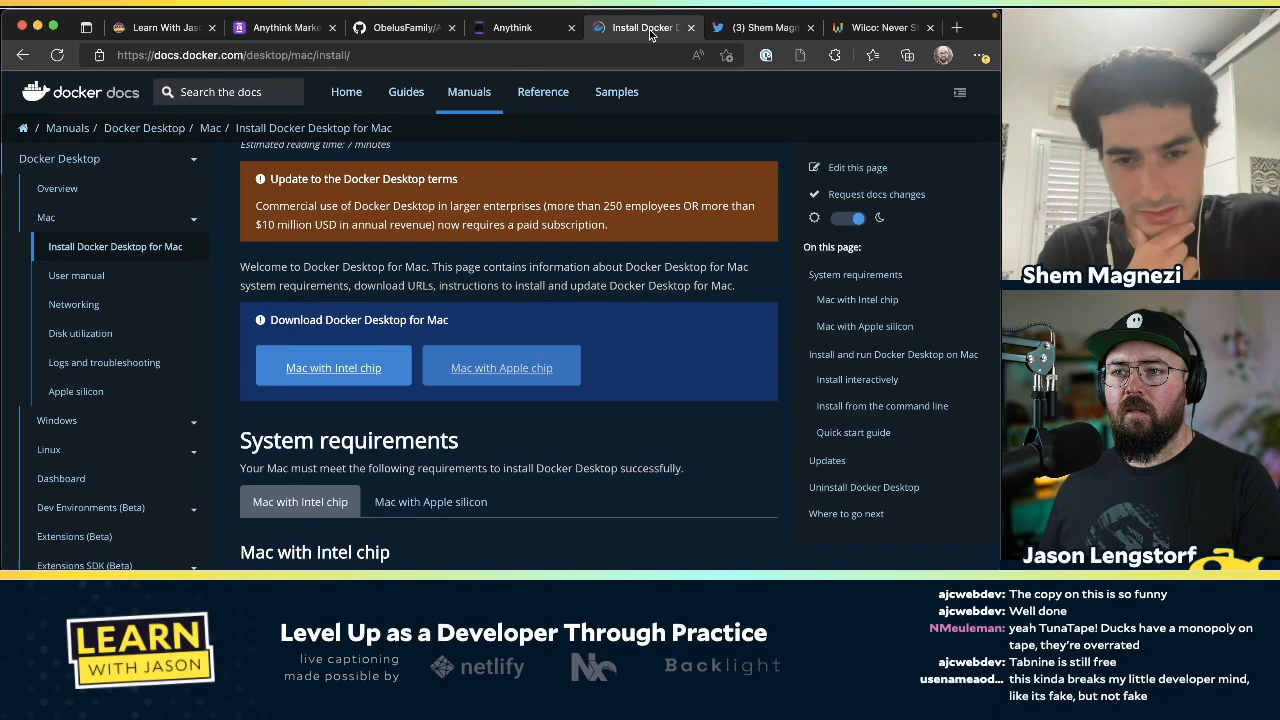 Learn With Jas
Anythink Marke
ObelusFamily/A
Anythink
Install Docker D
(3) Shem Magn
Wilco: Never S
https://docs.docker.com/desktop/mac/install/
docker docs
Search the docs
Home
Guides
Manuals
Reference
Samples
/ Manuals / Docker Desktop / Mac / Install Docker Desktop for Mac
Docker Desktop
Overview
Mac
Install Docker Desktop for Mac
User manual
Networking
Disk utilization
Logs and troubleshooting
Apple silicon
Windows
Linux
Dashboard
Dev Environments (Beta)
Extensions (Beta)
Extensions SDK (Beta)
Estimated reading time: 7 minutes
Update to the Docker Desktop terms
Commercial use of Docker Desktop in larger enterprises (more than 250 employees OR more than
$10 million USD in annual revenue) now requires a paid subscription.
Welcome to Docker Desktop for Mac. This page contains information about Docker Desktop for Mac
system requirements, download URLs, instructions to install and update Docker Desktop for Mac.
Download Docker Desktop for Mac
Mac with Intel chip
Mac with Apple chip
System requirements
Your Mac must meet the following requirements to install Docker Desktop successfully.
Mac with Intel chip
Mac with Apple silicon
Mac with Intel chip
Edit this page
Request docs changes
On this page:
System requirements
Mac with Intel chip
Mac with Apple silicon
Install and run Docker Desktop on Mac
Install interactively
Install from the command line
Quick start guide
Updates
Uninstall Docker Desktop
Where to go next
Shem Magnezi
Jason Lengstorf
LEARN
WITH JASON
Level Up as a Developer Through Practice
live captioning
made possible by
netlify
Nx
Backlight
ajcwebdev: The copy on this is so funny
ajcwebdev: Well done
NMeuleman: yeah TunaTape! Ducks have a monopoly on
tape, they're overrated
ajcwebdev: Tabnine is still free
usenameaod...: this kinda breaks my little developer mind,
like its fake, but not fake